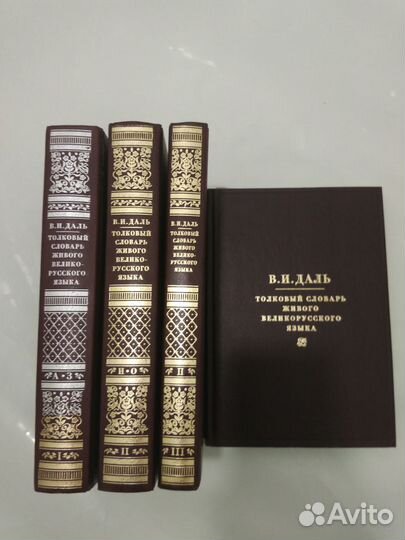 В.И. ДАЛЬ
ТОЛКОВЫЙ
СЛОВАРЬ
ЖИВОГО
ВЕЛИКО-
РУССКОГО
ЯЗЫКА
А-З
I
В.И. ДАЛЬ
ТОЛКОВЫЙ
СЛОВАРЬ
ЖИВОГО
ВЕЛИКО-
РУССКОГО
ЯЗЫКА
И-О
II
В.И. ДАЛЬ
ТОЛКОВЫЙ
СЛОВАРЬ
ЖИВОГО
ВЕЛИКО-
РУССКОГО
ЯЗЫКА
П
III
В.И.ДАЛЬ
ТОЛКОВЫЙ СЛОВАРЬ
ЖИВОГО
ВЕЛИКОРУССКОГО
ЯЗЫКА
Avito